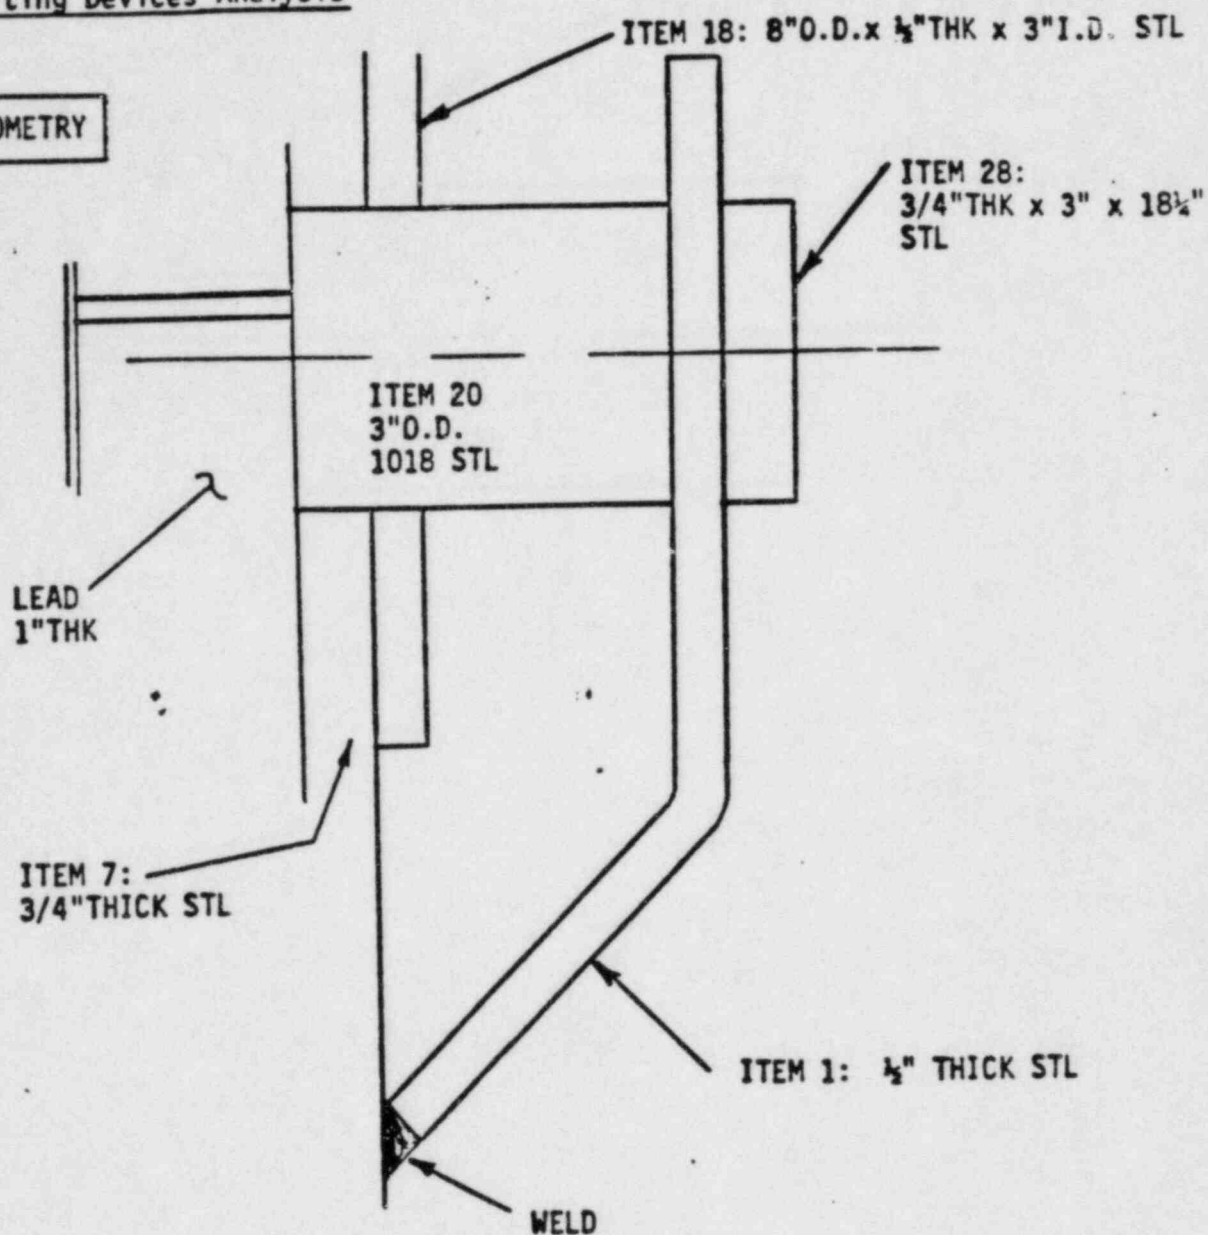 Devices Analysis
ITEM 18: 8"O.D.x ½"THK x 3"I.D. STL
OMETRY
ITEM 28:
3/4"THK x 3" x 18¼"
STL
ITEM 20
3"O.D.
1018 STL
LEAD
1"THK
ITEM 7:
3/4"THICK STL
ITEM 1: ½" THICK STL
WELD